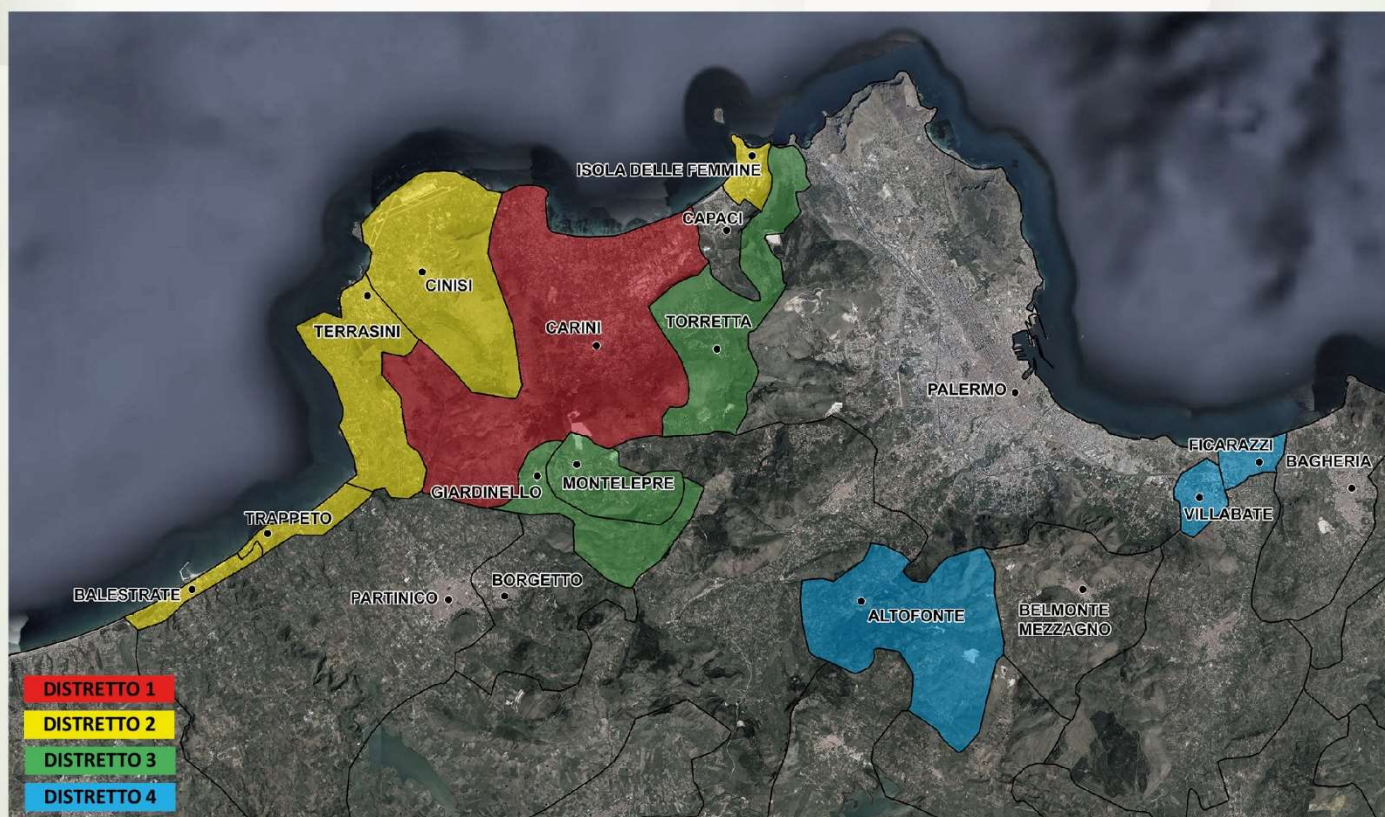 ISOLA DELLE FEMMINE
CAPACI
CINISI
TERRASINI
CARINI
TORRETTA
PALERMO
FICARAZZI
BAGHERIA
GIARDINELLO
MONTELEPRE
VILLABATE
TRAPPETO
BALESTRATE
PARTINICO
BORGETTO
ALTOFONTE
BELMONTE
MEZZAGNO
DISTRETTO 1
DISTRETTO 2
DISTRETTO 3
DISTRETTO 4